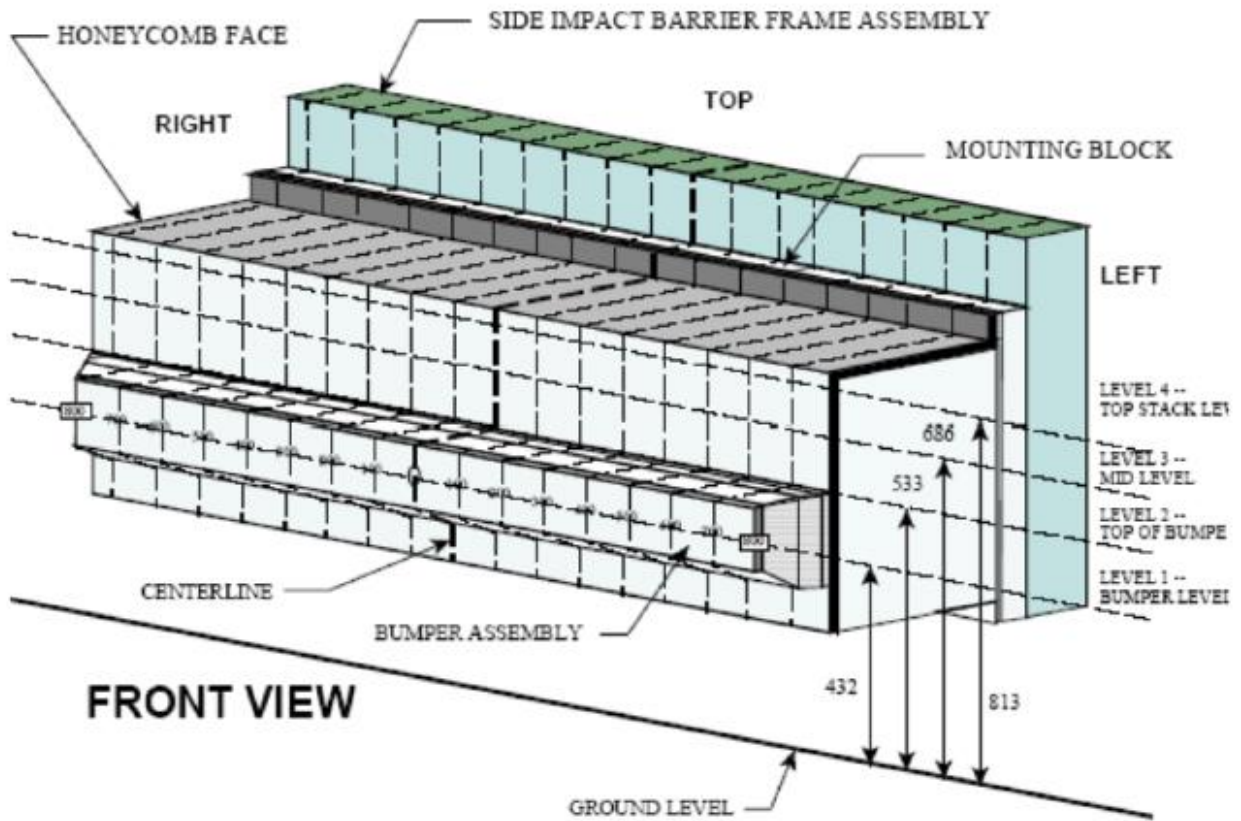 SIDE IMPACT BARRIER FRAME ASSEMBLY
HONEYCOMB FACE
TOP
RIGHT
MOUNTING BLOCK
LEFT
LEVEL 4 --
TOP STACK LEV
686
LEVEL 3 --
MID LEVEL
533
800
LEVEL 2 --
TOP OF BUMPE
800
LEVEL 1 --
BUMPER LEVEL
CENTERLINE
BUMPER ASSEMBLY
432
813
FRONT VIEW
GROUND LEVEL